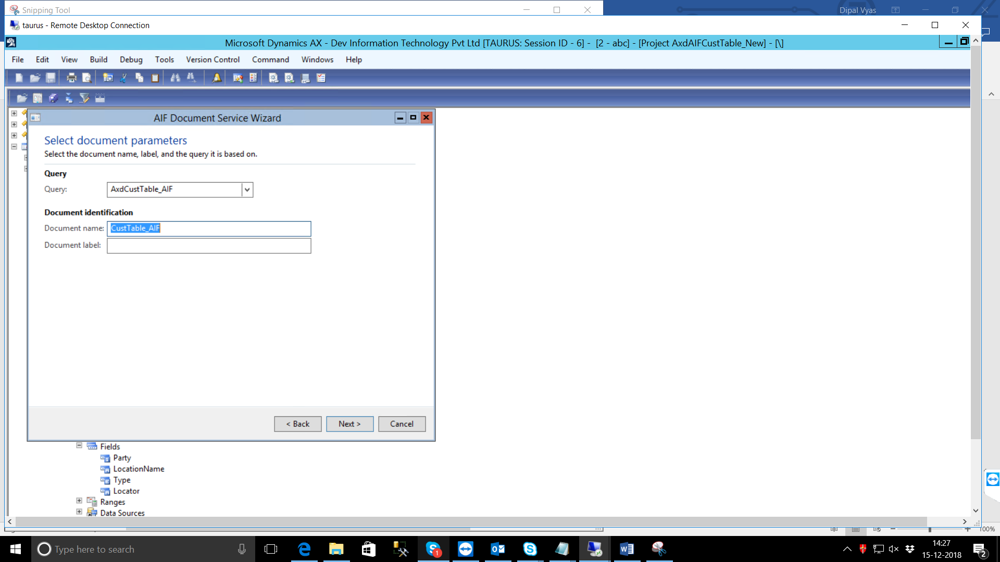 Snipping Tool
Dipal Vyas
taurus - Remote Desktop Connection
Microsoft Dynamics AX - Dev Information Technology Pvt Ltd [TAURUS: Session ID - 6] - [2 - abc] - [Project AxdAIFCustTable_New] - [\]
File Edit View Build Debug Tools Version Control Command Windows Help
AIF Document Service Wizard
Select document parameters
Select the document name, label, and the query it is based on.
Query
Query: AxdCustTable_AIF
Document identification
Document name: CustTable_AIF
Document label:
< Back Next > Cancel
Fields
Party
LocationName
Type
Locator
Ranges
Data Sources
100%
Type here to search
1
14:27
15-12-2018
2